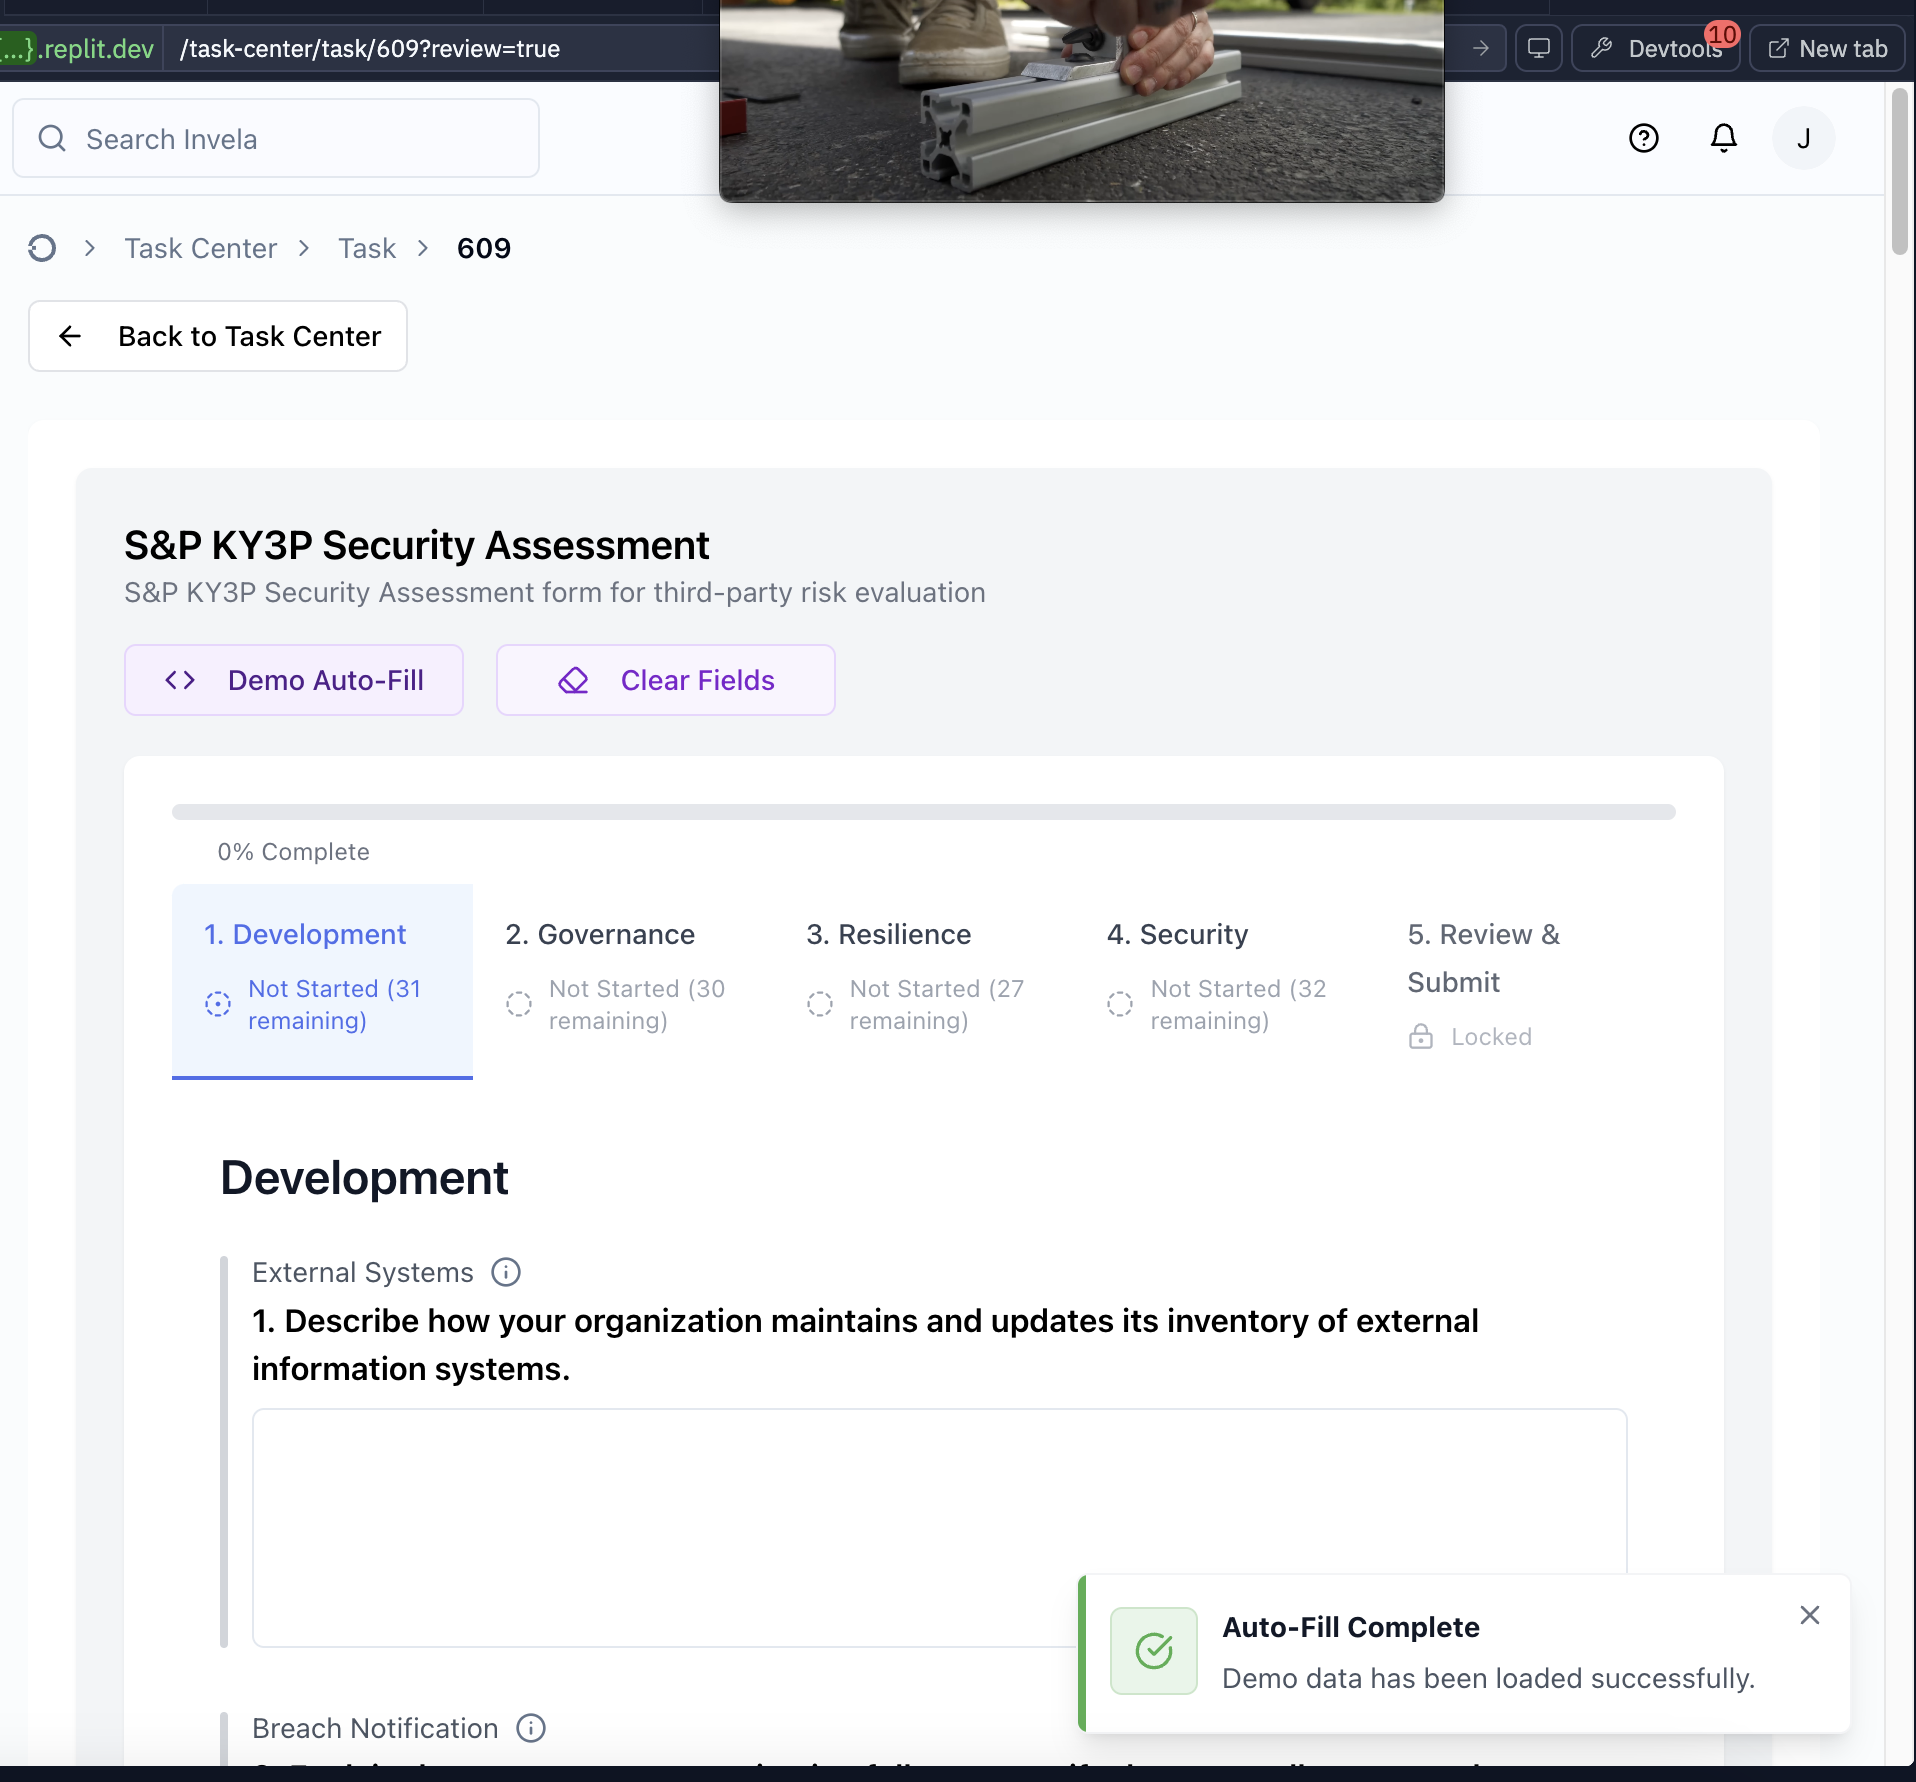 {...}.replit.dev /task-center/task/609?review=true
Devtools 10
New tab
Search Invela
J
Task Center > Task > 609
Back to Task Center
S&P KY3P Security Assessment
S&P KY3P Security Assessment form for third-party risk evaluation
Demo Auto-Fill
Clear Fields
0% Complete
1. Development
Not Started (31
remaining)
2. Governance
Not Started (30
remaining)
3. Resilience
Not Started (27
remaining)
4. Security
Not Started (32
remaining)
5. Review &
Submit
Locked
Development
External Systems
1. Describe how your organization maintains and updates its inventory of external
information systems.
Auto-Fill Complete
Demo data has been loaded successfully.
Breach Notification